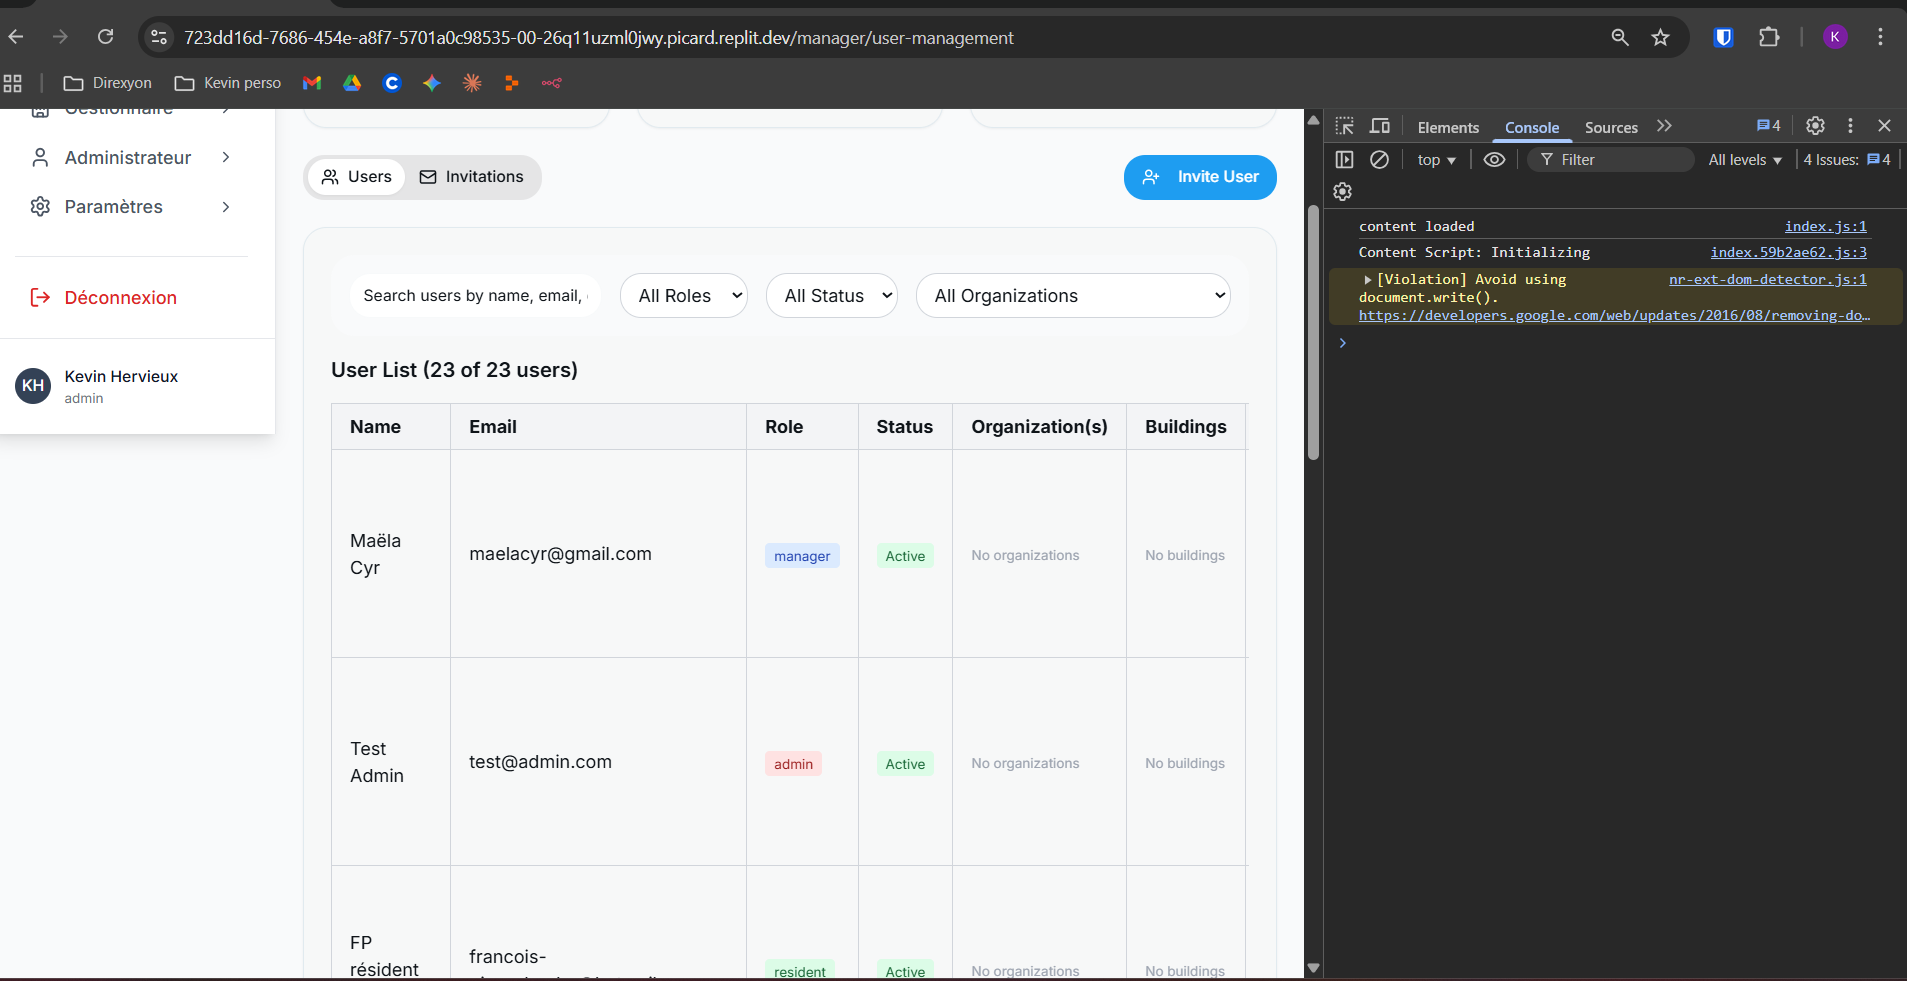 723dd16d-7686-454e-a8f7-5701a0c98535-00-26q11uzml0jwy.picard.replit.dev/manager/user-management
K
Direxyon
Kevin perso
Gestionnaire
Administrateur
Paramètres
Déconnexion
KH
Kevin Hervieux
admin
Users
Invitations
Invite User
Search users by name, email,
All Roles
All Status
All Organizations
User List (23 of 23 users)
Name Email Role Status Organization(s) Buildings
Maëla
Cyr
maelacyr@gmail.com
manager
Active
No organizations
No buildings
Test
Admin
test@admin.com
admin
Active
No organizations
No buildings
FP
résident
francois-
resident
Active
No organizations
No buildings
Elements
Console
Sources
4
top
Filter
All levels
4 Issues: 4
content loaded index.js:1
Content Script: Initializing index.59b2ae62.js:3
[Violation] Avoid using nr-ext-dom-detector.js:1
document.write().
https://developers.google.com/web/updates/2016/08/removing-do…